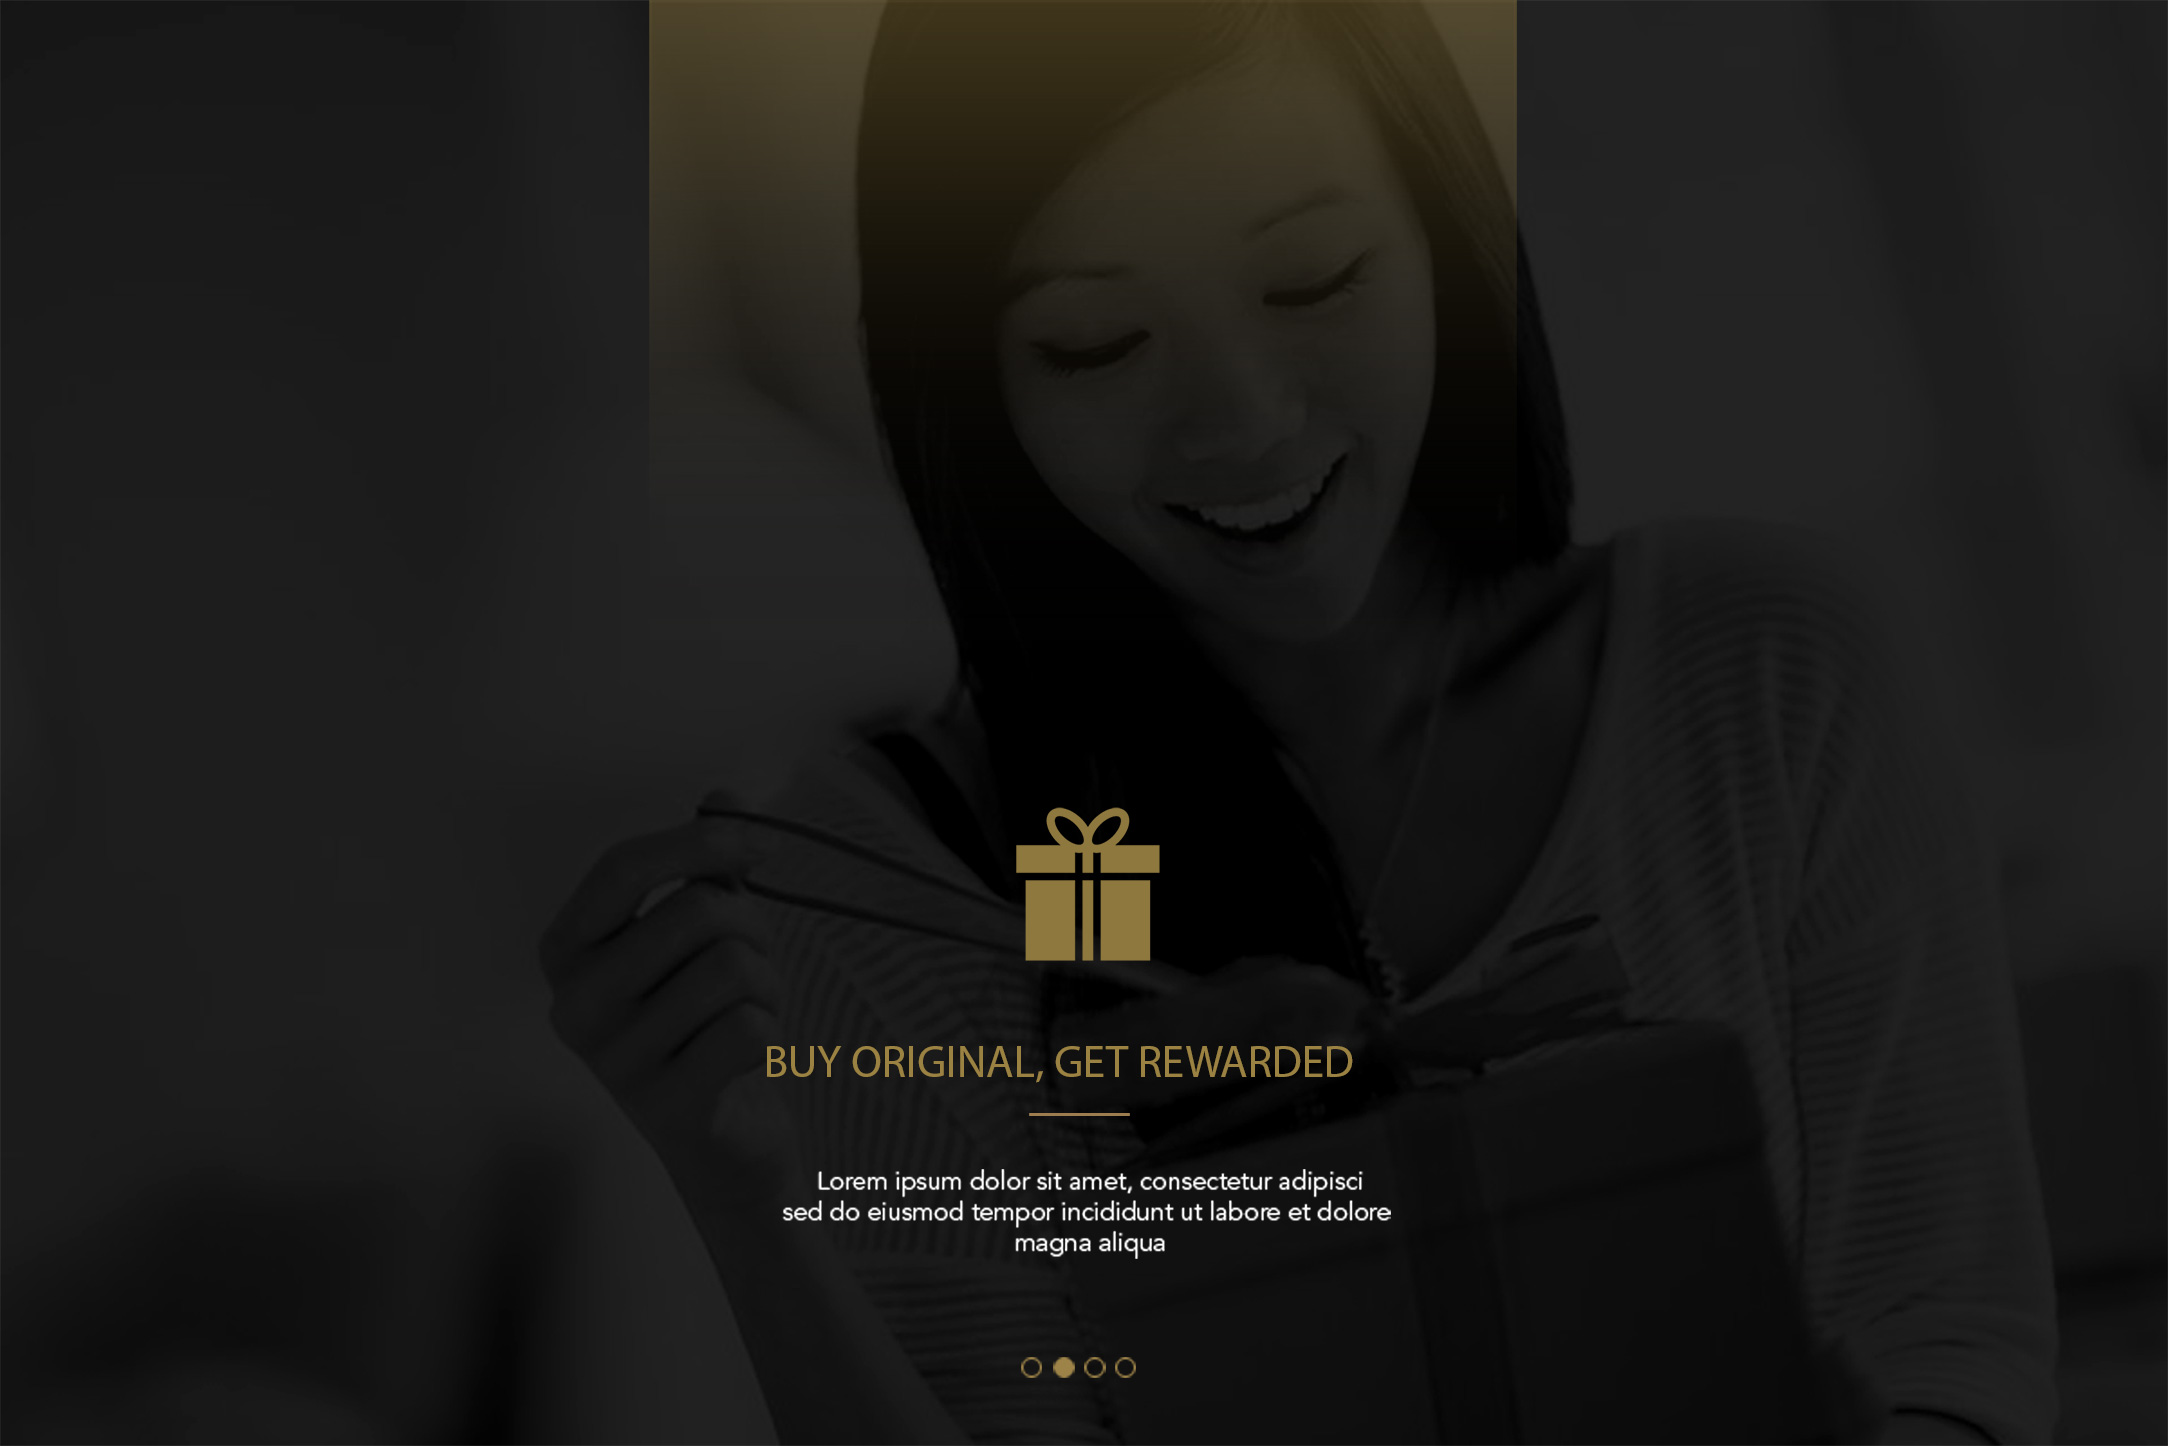 BUY ORIGINAL, GET REWARDED
Lorem ipsum dolor sit amet, consectetur adipisci
sed do eiusmod tempor incididunt ut labore et dolore
magna aliqua